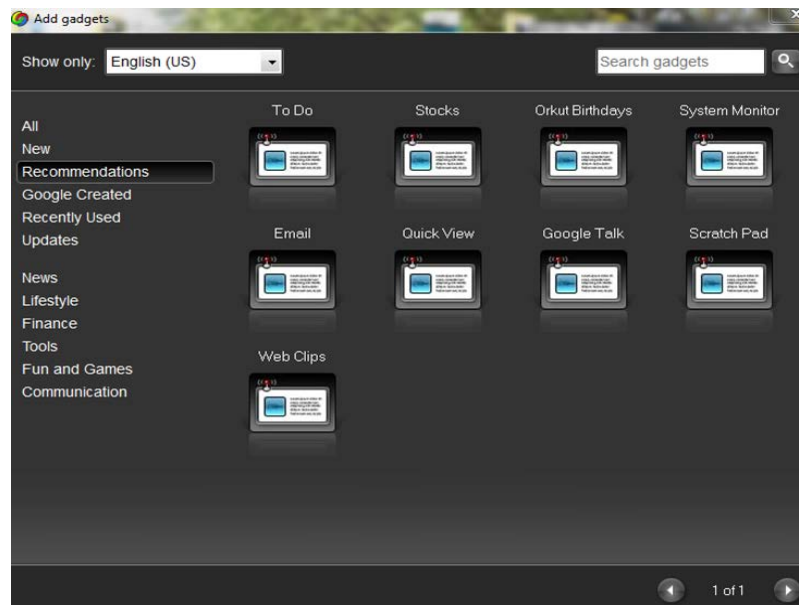 Add gadgets
Show only: English (US)
Search gadgets
All
New
Recommendations
Google Created
Recently Used
Updates
News
Lifestyle
Finance
Tools
Fun and Games
Communication
To Do Stocks Orkut Birthdays System Monitor
Email Quick View Google Talk Scratch Pad
Web Clips
1 of 1